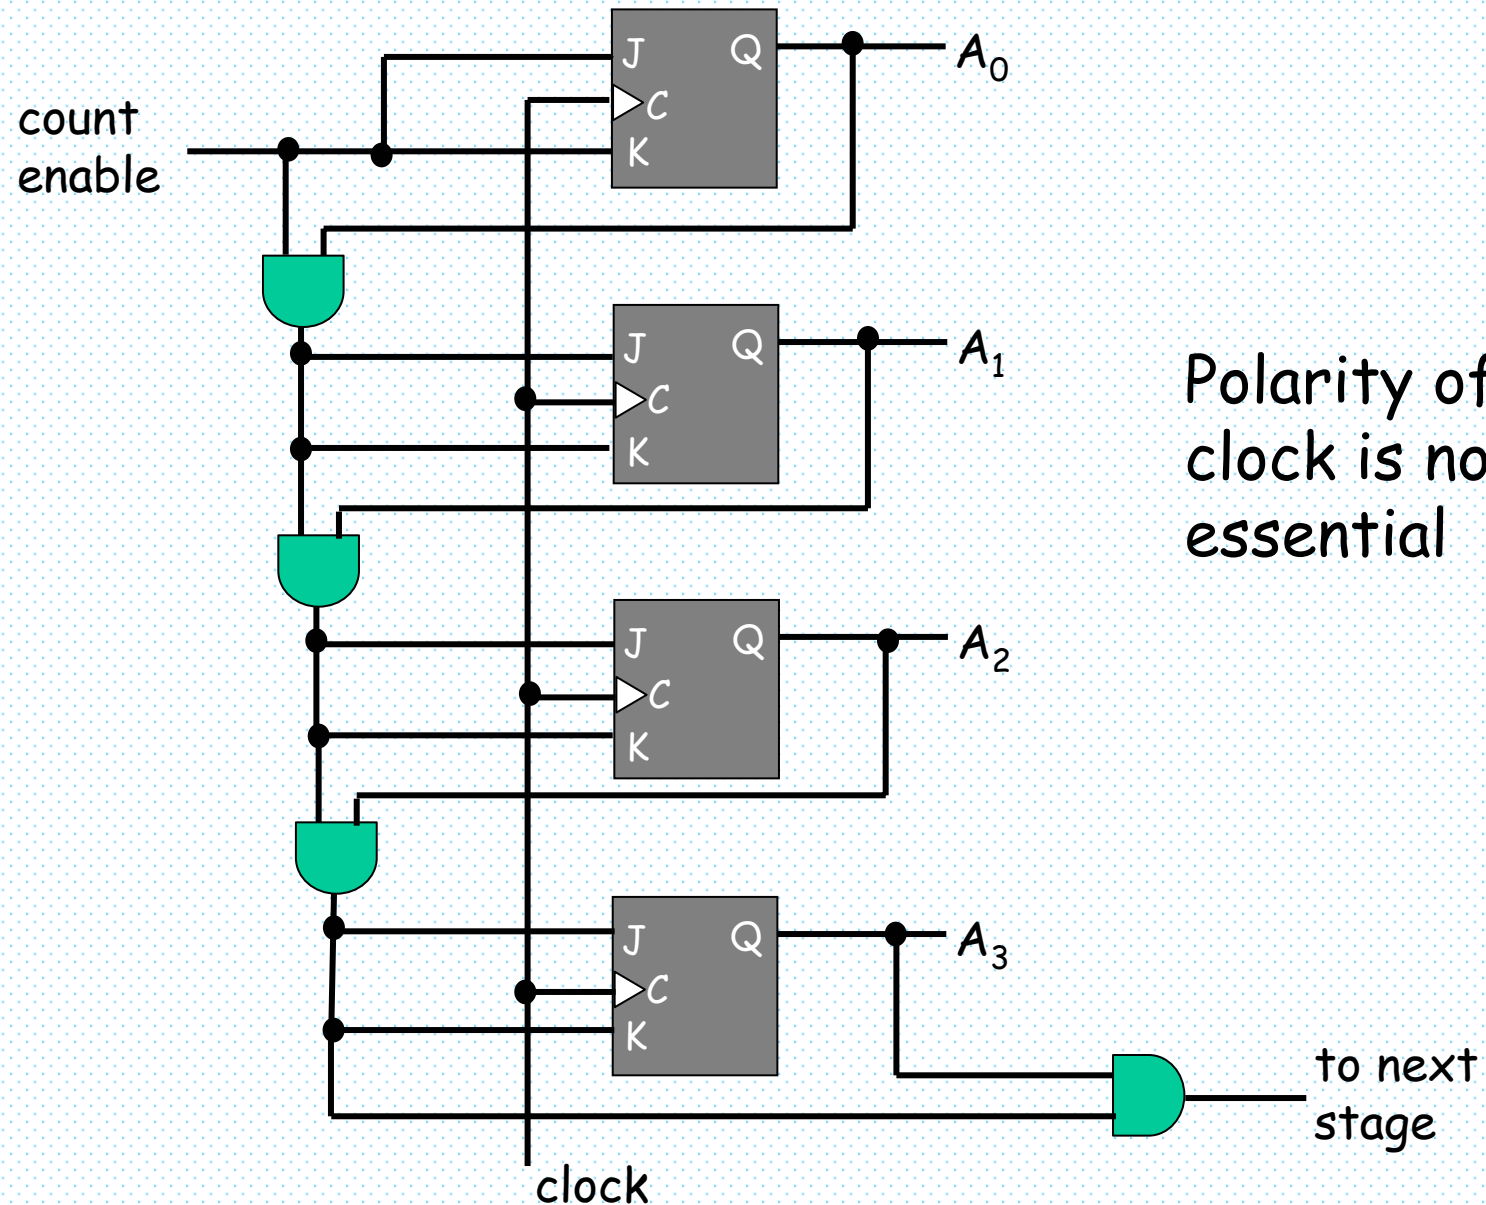 J Q
A0
C
K
count
enable
J Q
A1
C
K
Polarity of
clock is no
essential
J Q
A2
C
K
J Q
A3
C
K
to next
stage
clock